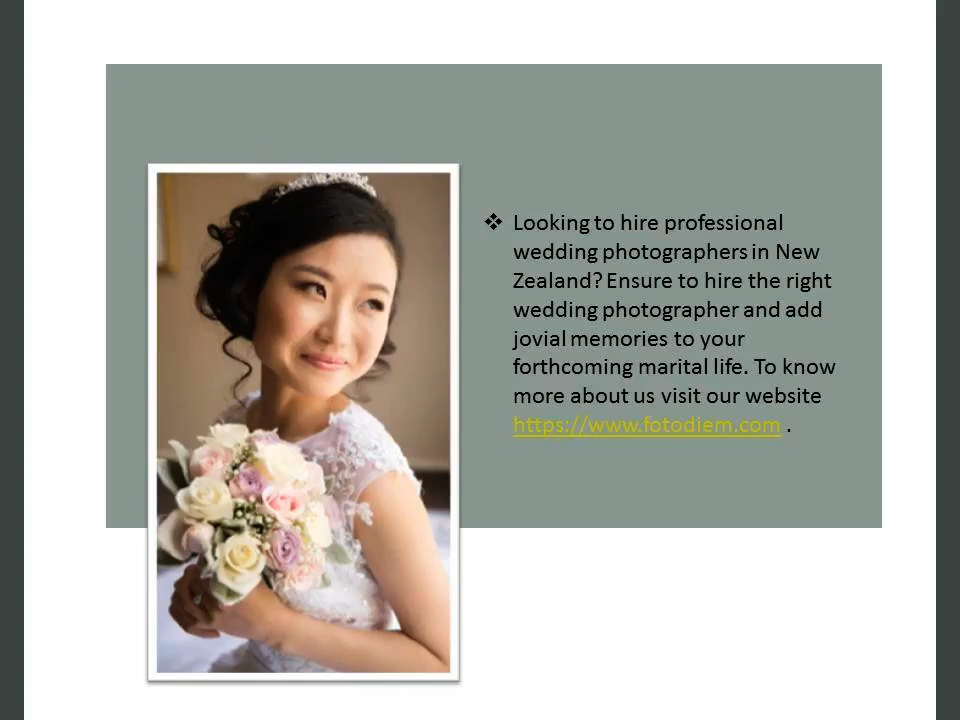 ❖ Looking to hire professional
wedding photographers in New
Zealand? Ensure to hire the right
wedding photographer and add
jovial memories to your
forthcoming marital life. To know
more about us visit our website
https://www.fotodiem.com .